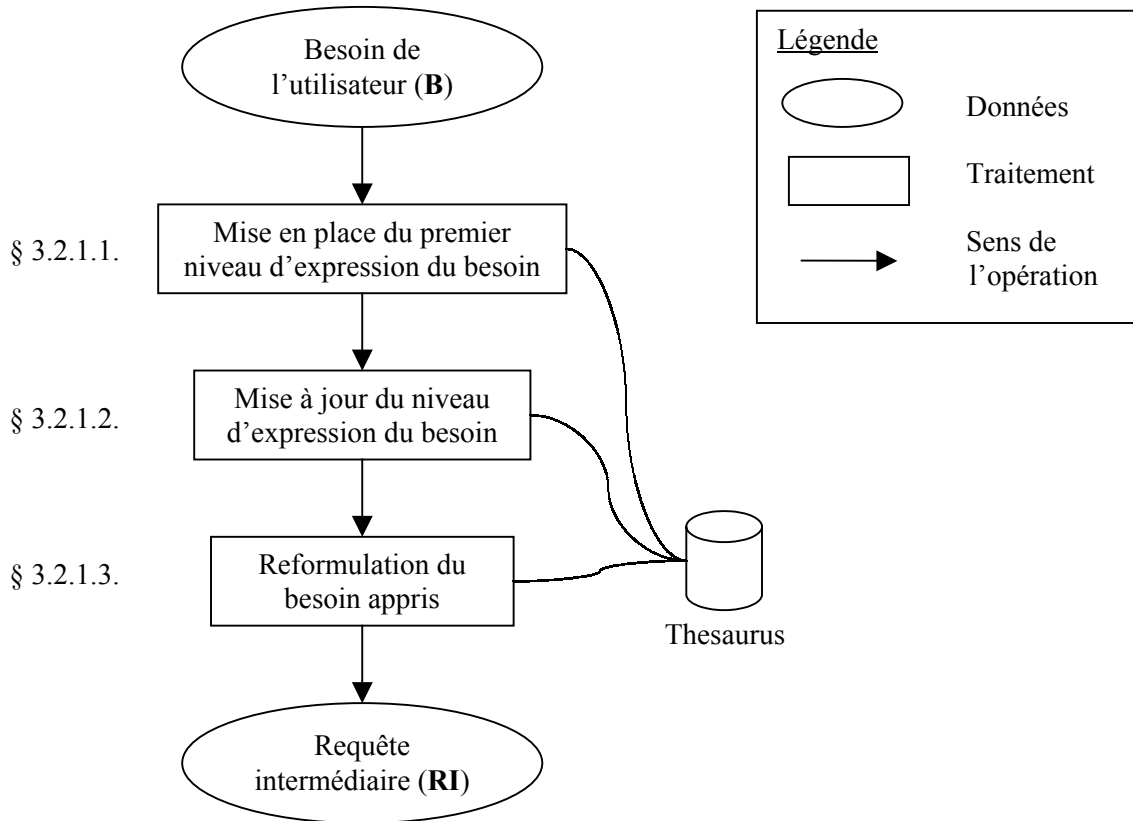 Besoin de
l’utilisateur (B)
Légende
Données
Traitement
Sens de
l’opération
§ 3.2.1.1.
Mise en place du premier
niveau d’expression du besoin
§ 3.2.1.2.
Mise à jour du niveau
d’expression du besoin
§ 3.2.1.3.
Reformulation du
besoin appris
Thesaurus
Requête
intermédiaire (RI)